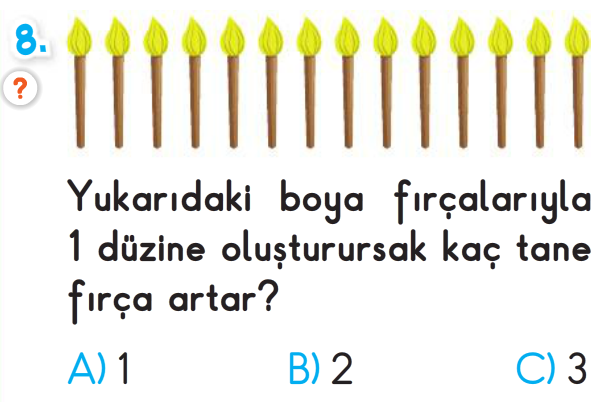 8.
?
Yukarıdaki boya fırçalarıyla
1 düzine oluşturursak kaç tane
fırça artar?
A) 1 B) 2 C) 3